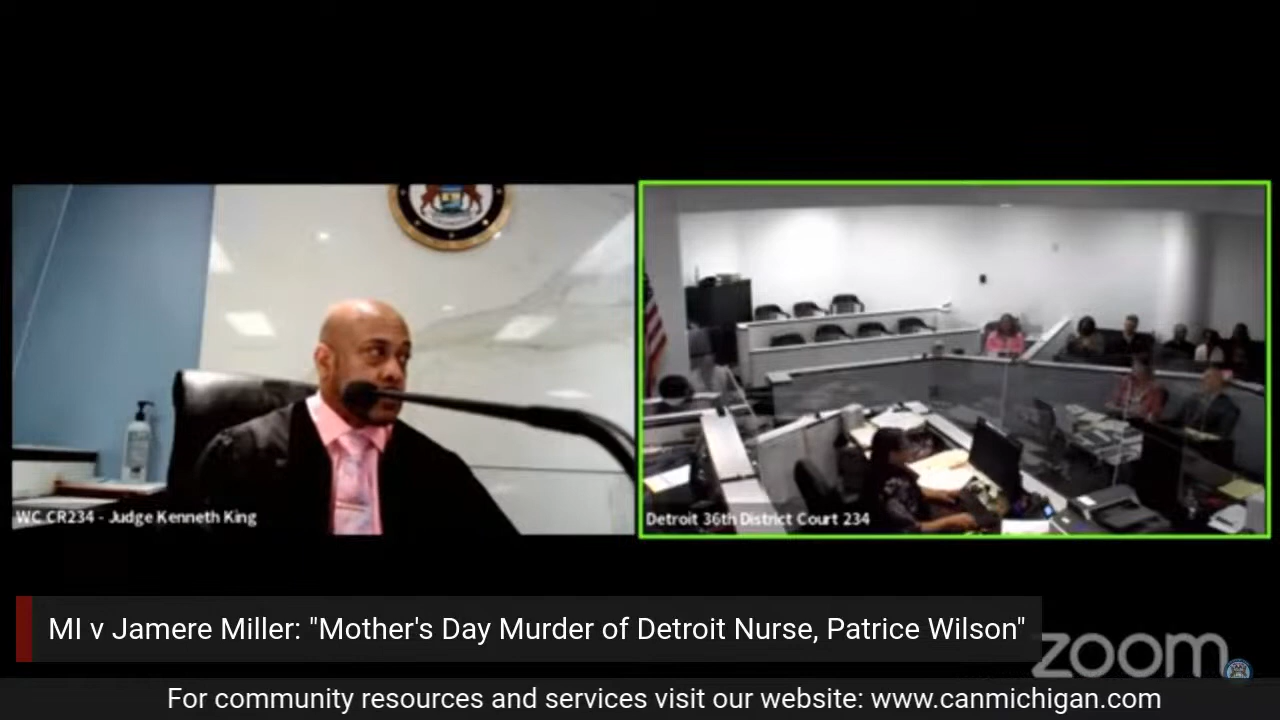 WC CR234 - Judge Kenneth King
Detroit 36th District Court 234
MI v Jamere Miller: "Mother's Day Murder of Detroit Nurse, Patrice Wilson"
zoom
For community resources and services visit our website: www.canmichigan.com